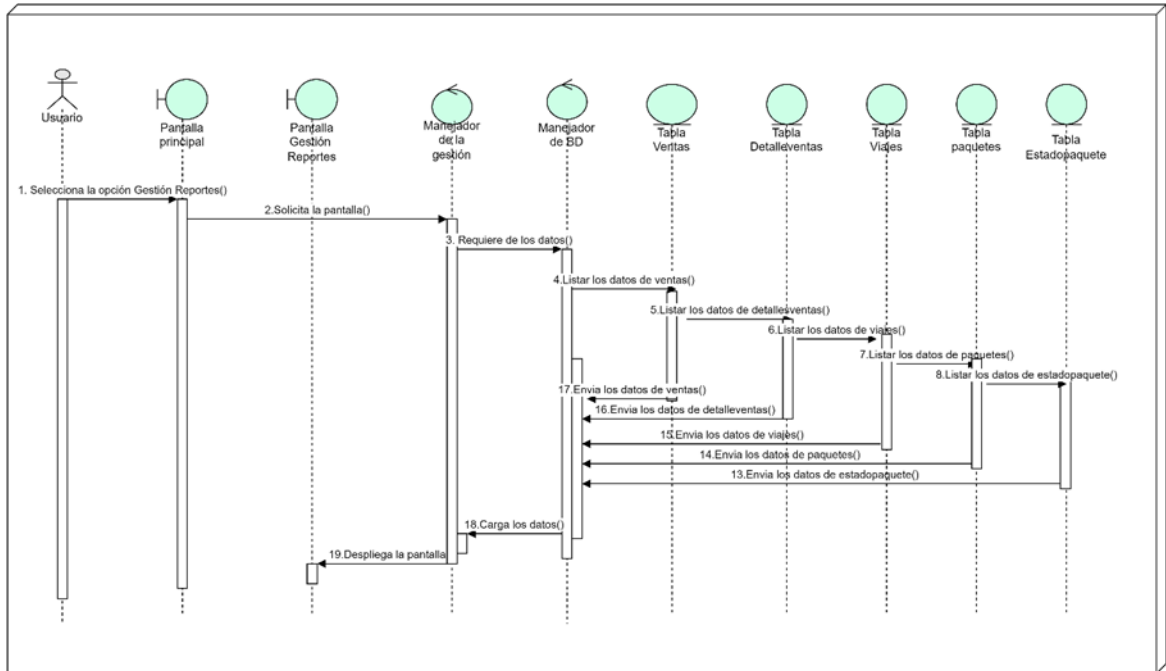 Usuario
Pantalla
principal
Pantalla
Gestión
Reportes
Manejador
de la
gestión
Manejador
de BD
Tabla
Ventas
Tabla
Detalleventas
Tabla
Viajes
Tabla
paquetes
Tabla
Estadopaquete
1. Selecciona la opción Gestión Reportes()
2.Solicita la pantalla()
3. Requiere de los datos()
4.Listar los datos de ventas()
5.Listar los datos de detallesventas()
6.Listar los datos de viajes()
7.Listar los datos de paquetes()
8.Listar los datos de estadopaquete()
17.Envia los datos de ventas()
16.Envia los datos de detalleventas()
15.Envia los datos de viajes()
14.Envia los datos de paquetes()
13.Envia los datos de estadopaquete()
18.Carga los datos()
19.Despliega la pantalla